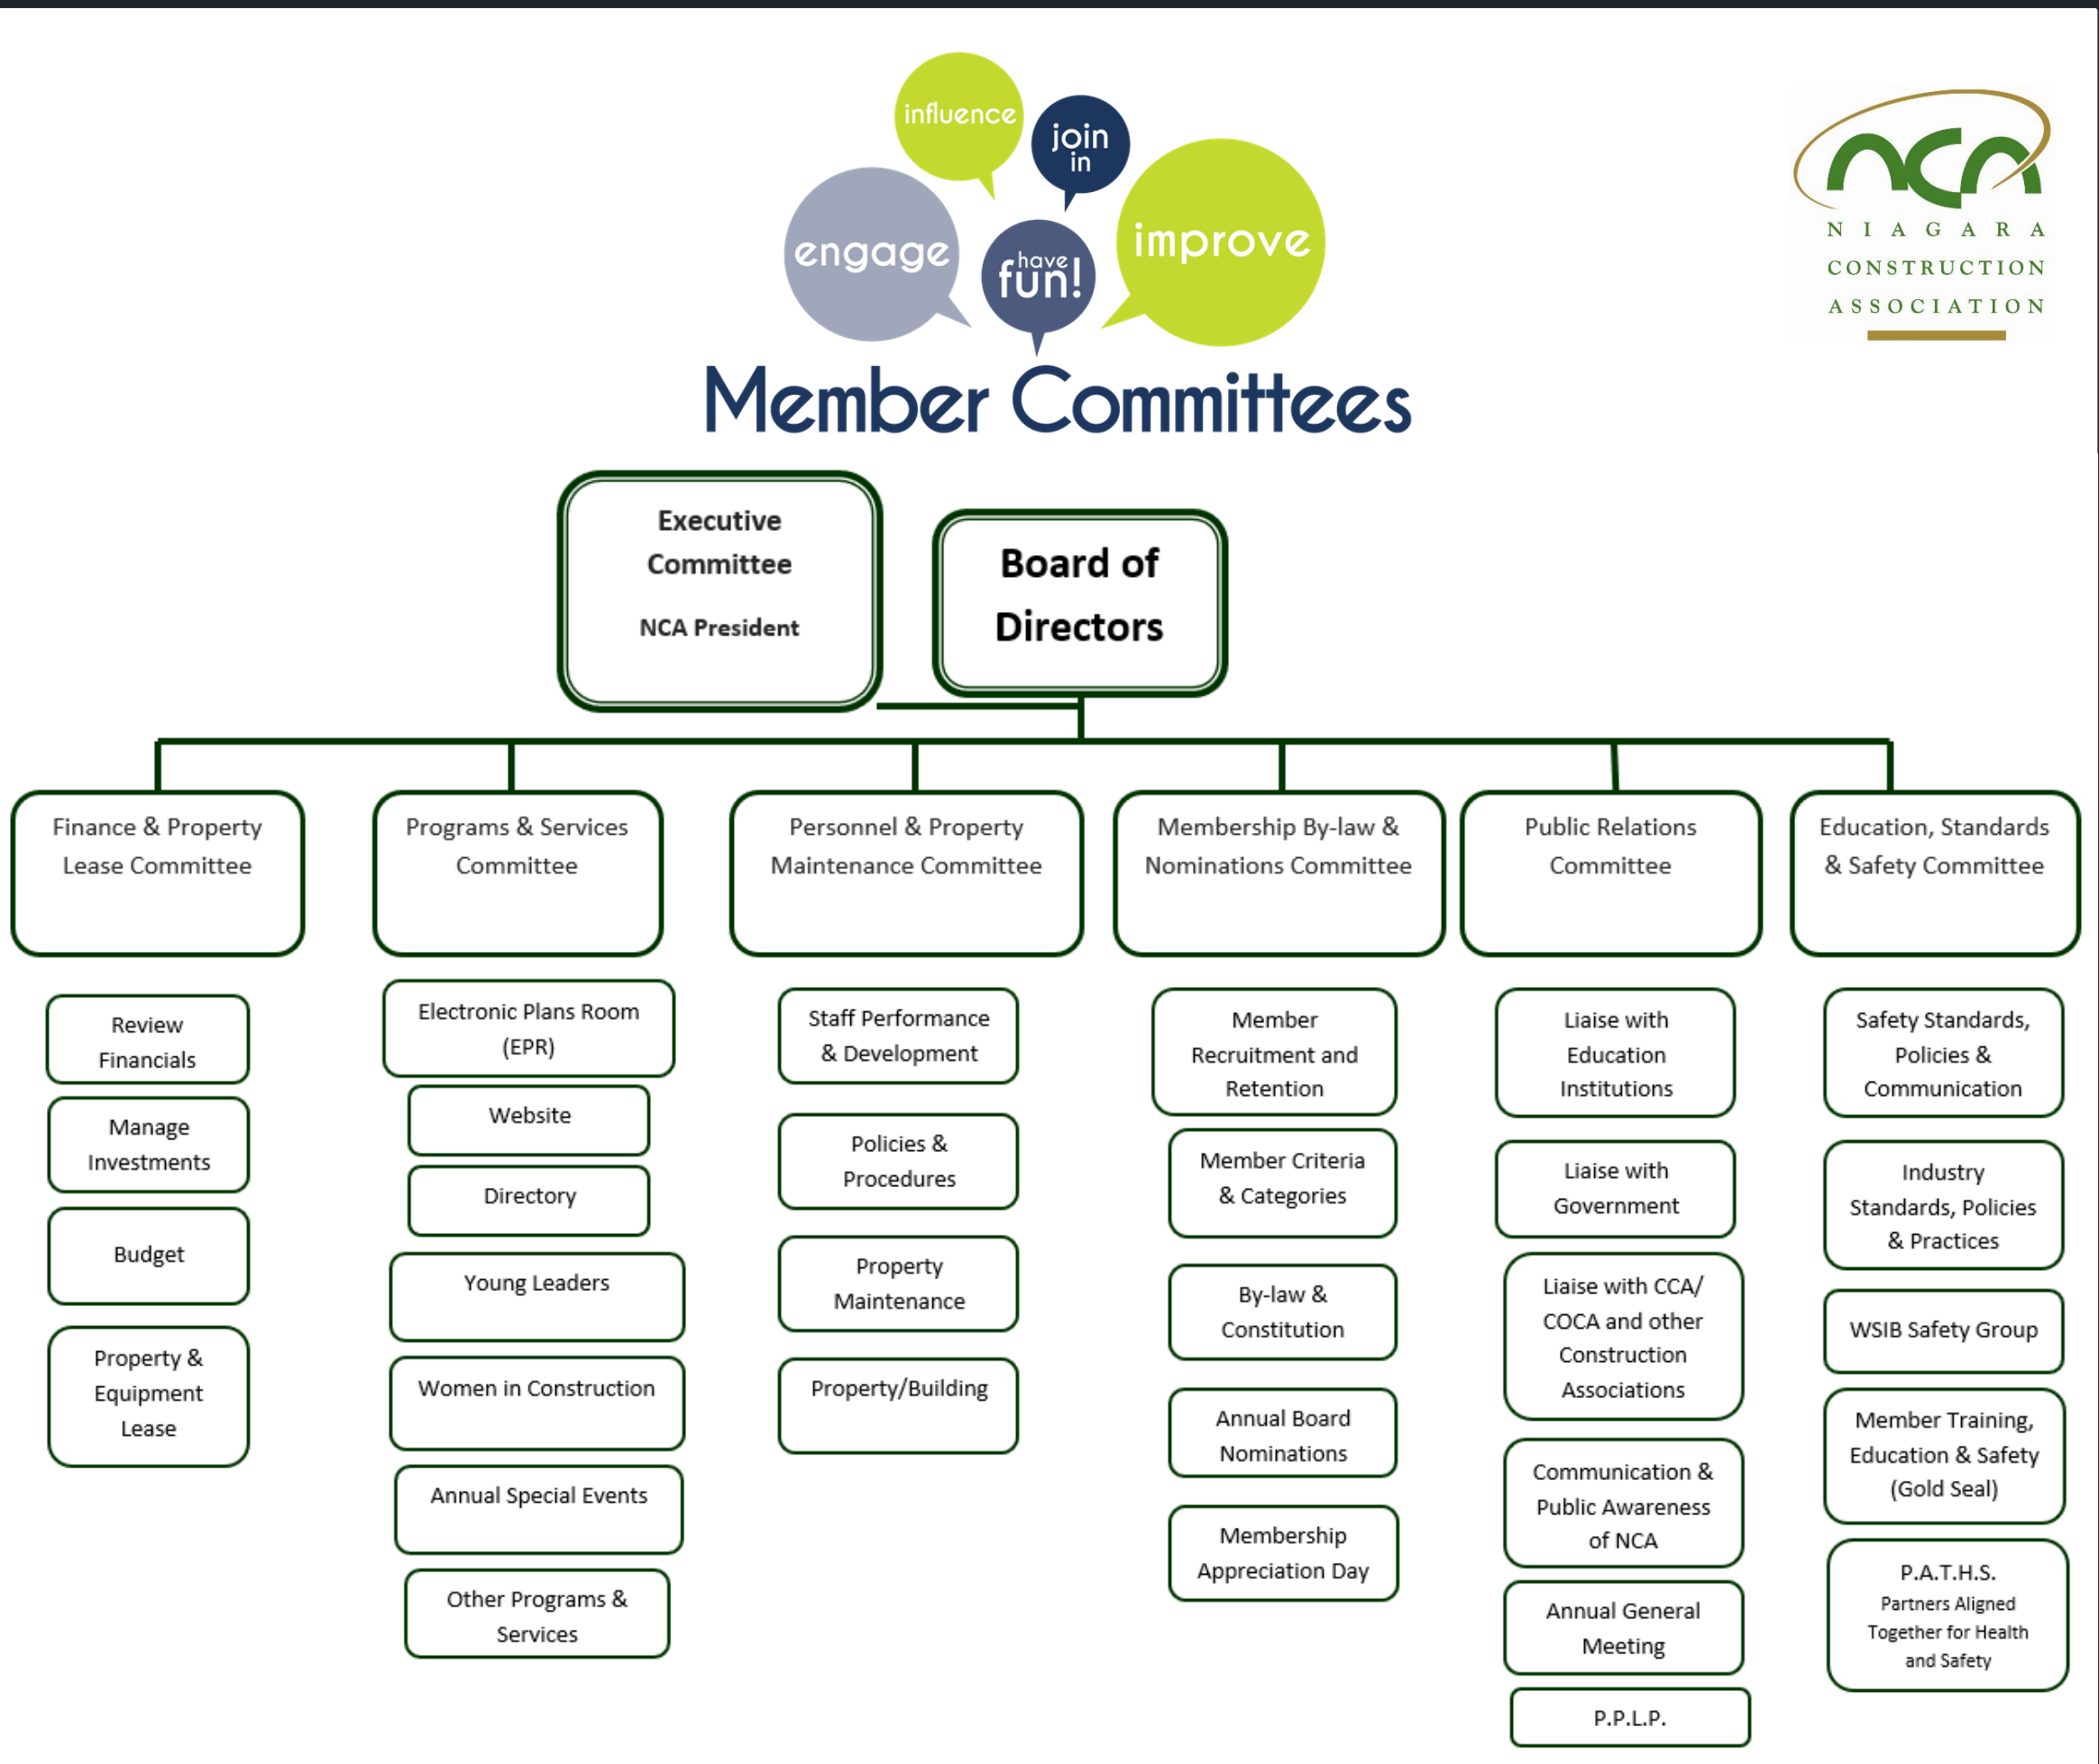 influence
join
in
engage
have
fun!
improve
nca
NIAGARA
CONSTRUCTION
ASSOCIATION
Member Committees
Executive
Committee
NCA President
Board of
Directors
Finance & Property
Lease Committee
Programs & Services
Committee
Personnel & Property
Maintenance Committee
Membership By-law &
Nominations Committee
Public Relations
Committee
Education, Standards
& Safety Committee
Review
Financials
Manage
Investments
Budget
Property &
Equipment
Lease
Electronic Plans Room
(EPR)
Website
Directory
Young Leaders
Women in Construction
Annual Special Events
Other Programs &
Services
Staff Performance
& Development
Policies &
Procedures
Property
Maintenance
Property/Building
Member
Recruitment and
Retention
Member Criteria
& Categories
By-law &
Constitution
Annual Board
Nominations
Membership
Appreciation Day
Liaise with
Education
Institutions
Liaise with
Government
Liaise with CCA/
COCA and other
Construction
Associations
Communication &
Public Awareness
of NCA
Annual General
Meeting
P.P.L.P.
Safety Standards,
Policies &
Communication
Industry
Standards, Policies
& Practices
WSIB Safety Group
Member Training,
Education & Safety
(Gold Seal)
P.A.T.H.S.
Partners Aligned
Together for Health
and Safety